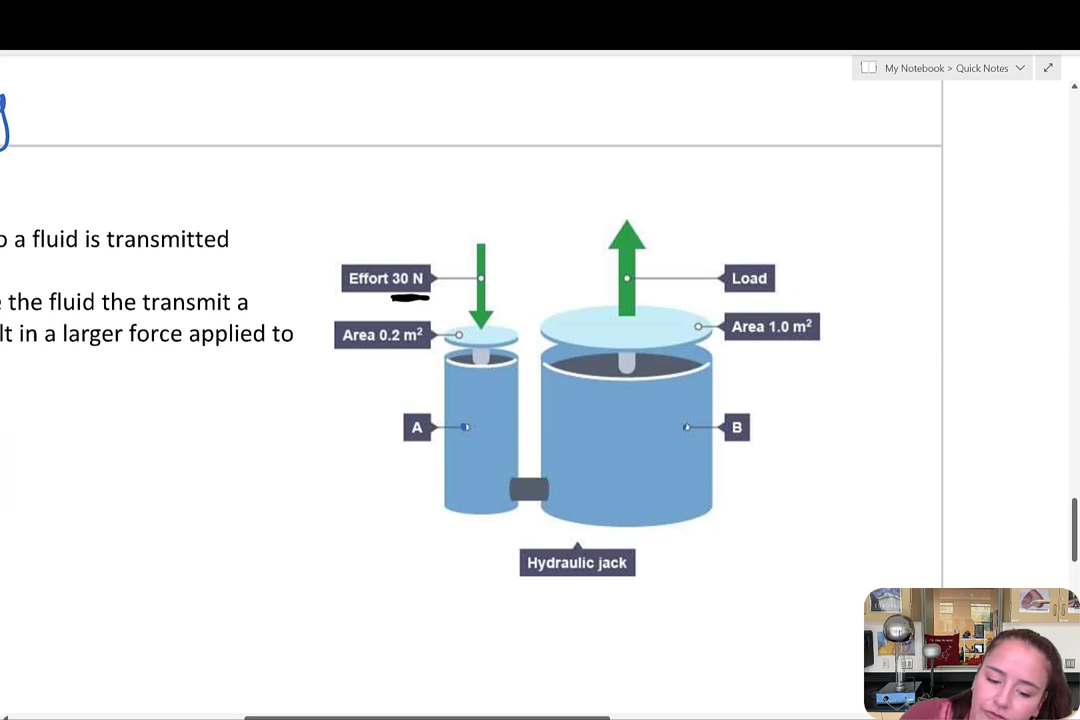 My Notebook > Quick Notes
o a fluid is transmitted
e the fluid the transmit a
lt in a larger force applied to
Effort 30 N
Load
Area 0.2 m²
Area 1.0 m²
A
B
Hydraulic jack